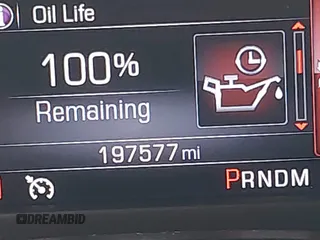 Oil Life
100%
Remaining
197577 mi
PRNDM
DREAMBID